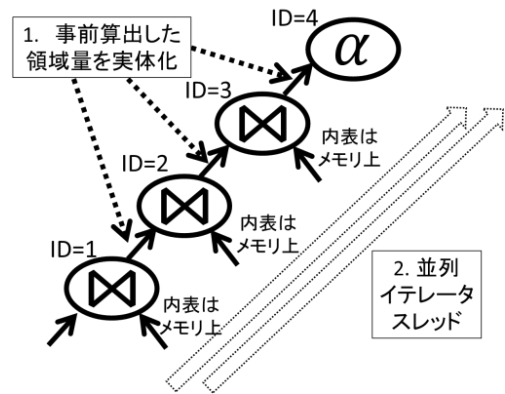 ID=4
1. 事前算出した
領域量を実体化
α
ID=3
内表は
メモリ上
ID=2
内表は
メモリ上
ID=1
2. 並列
イテレータ
スレッド
内表は
メモリ上